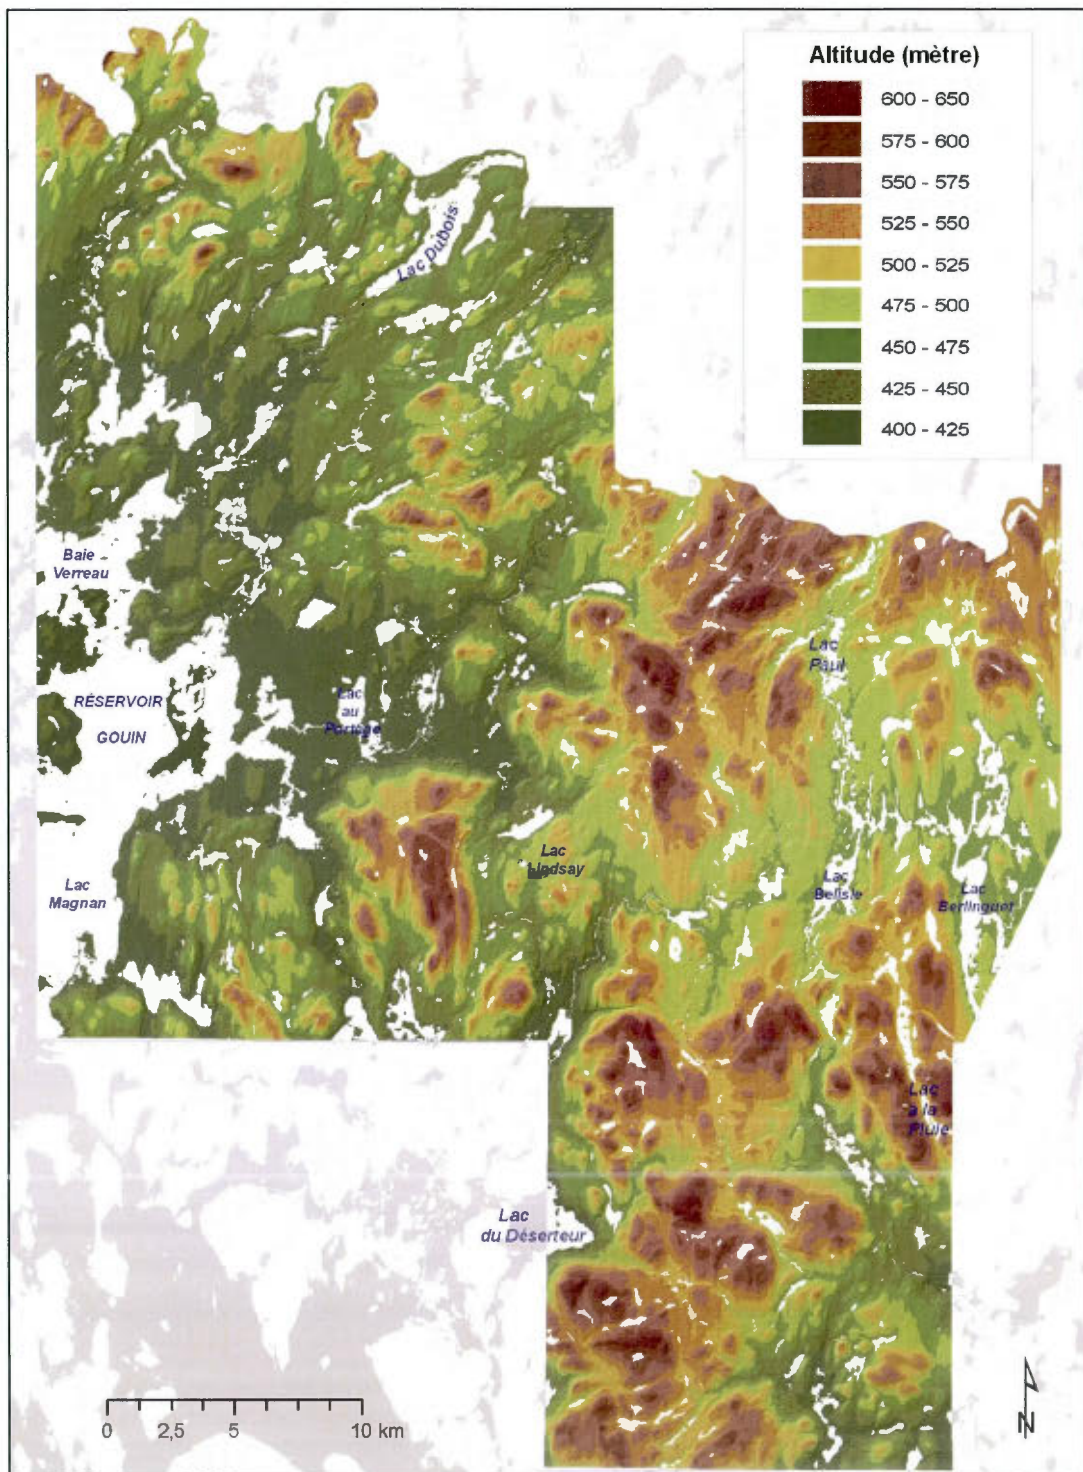 Altitude (mètre)
600 - 650
575 - 600
550 - 575
525 - 550
500 - 525
475 - 500
450 - 475
425 - 450
400 - 425
Lac Dubois
Baie
Verreau
Lac
Paul
RÉSERVOIR
GOUIN
Lac
au
Portage
Lac
Lindsay
Lac
Magnan
Lac
Belisle
Lac
Berlinguet
Lac
à la
Pluie
Lac
du Déserteur
0 2,5 5 10 km
N